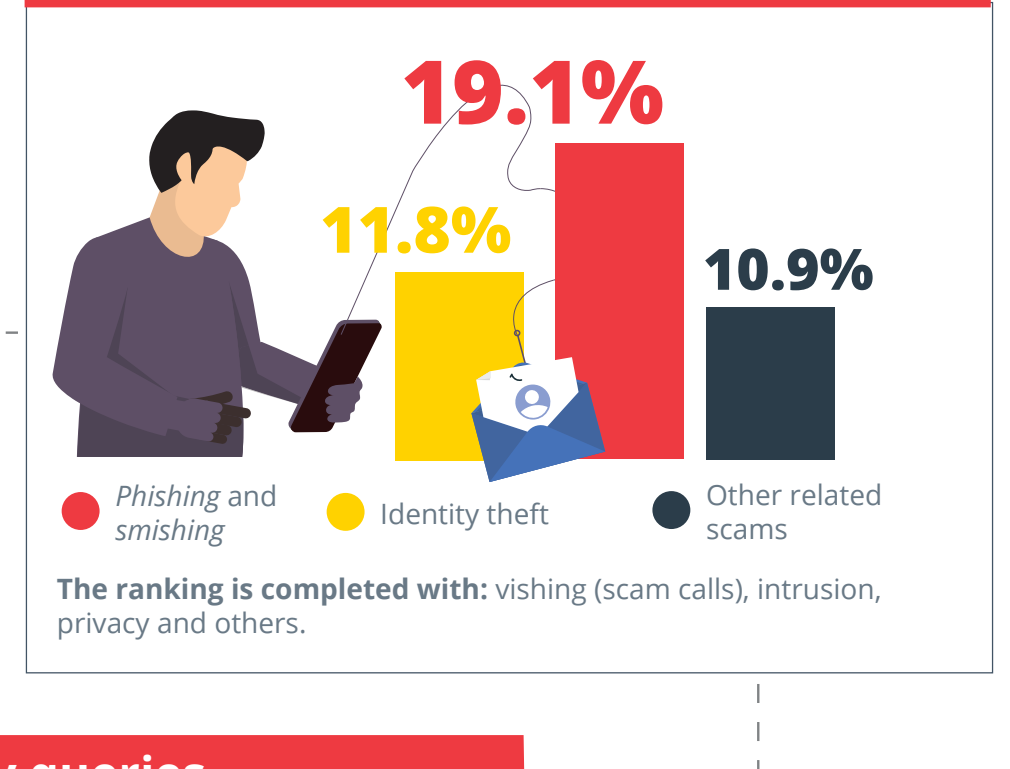 19.1%
11.8%
10.9%
Phishing and
smishing
Identity theft
Other related
scams
The ranking is completed with: vishing (scam calls), intrusion,
privacy and others.
queries